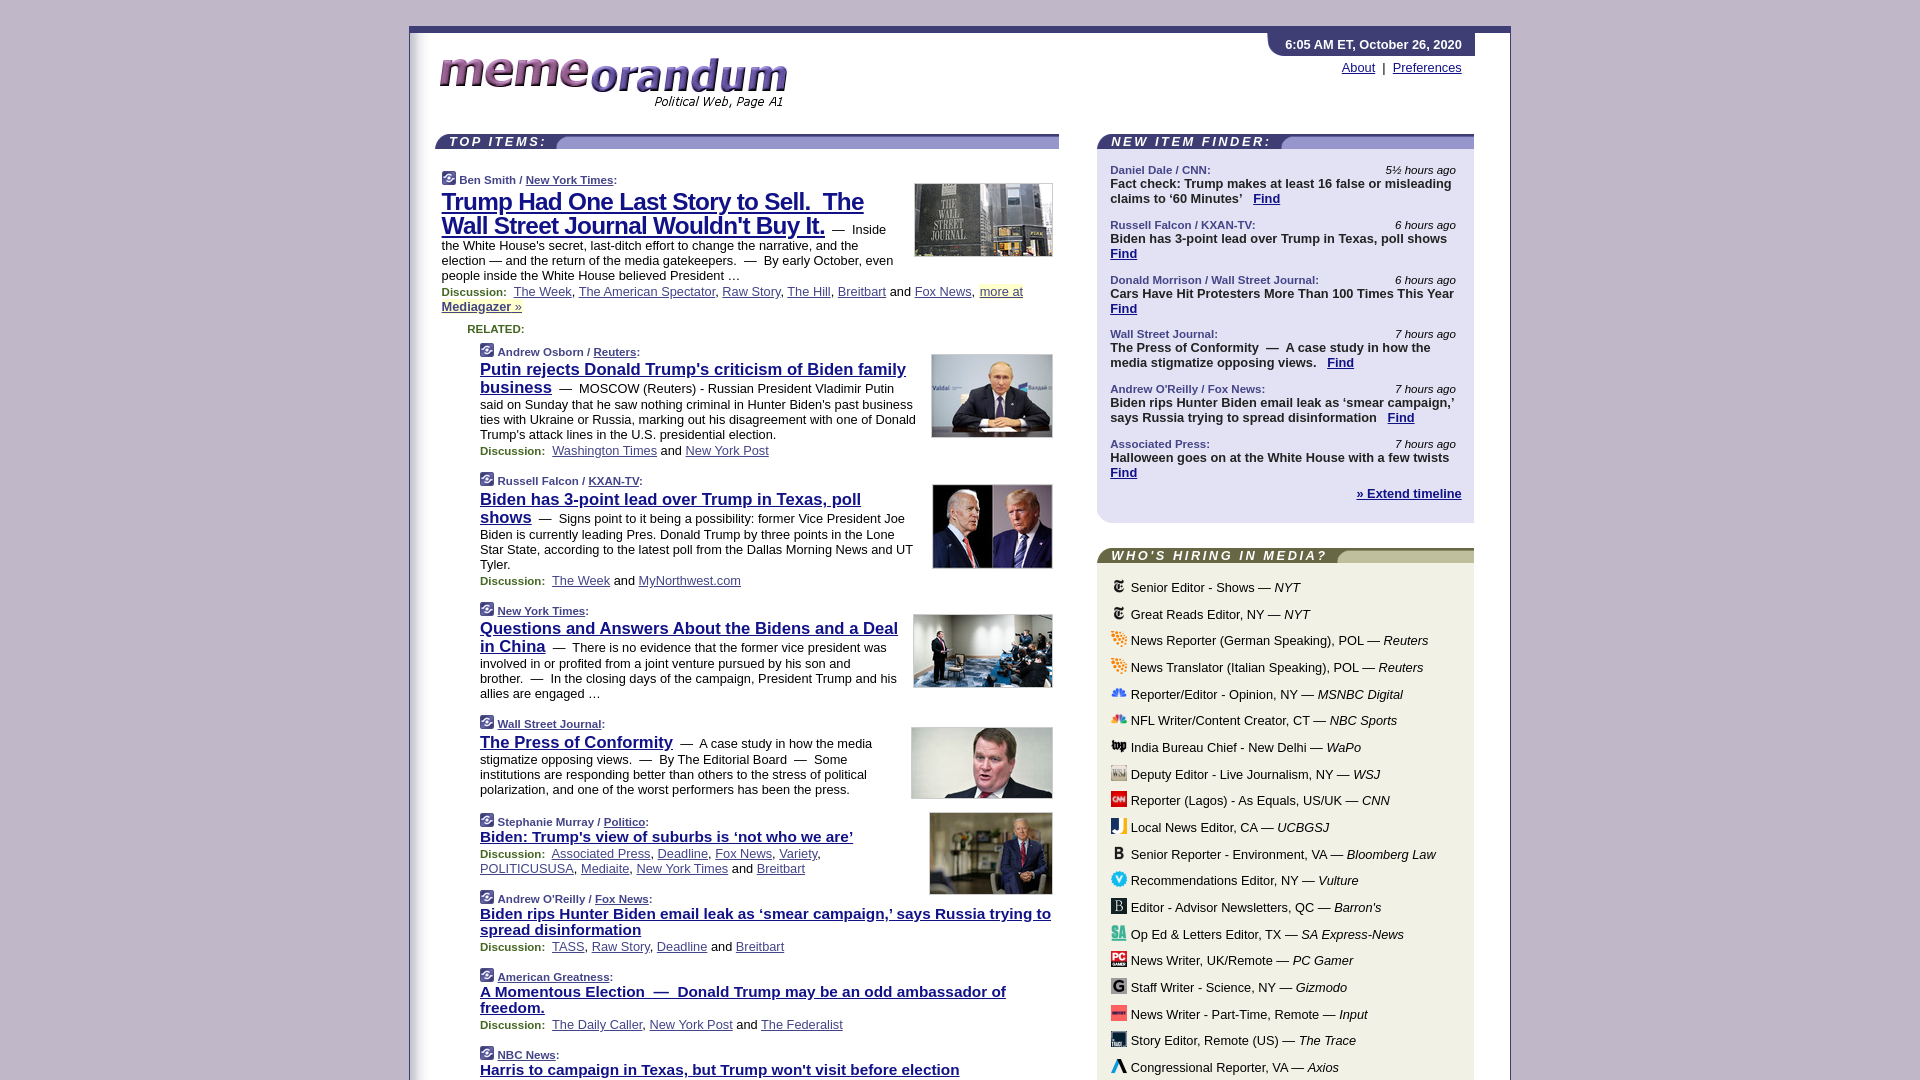 6:05 AM ET, October 26, 2020
memeorandum
About | Preferences
Political Web, Page A1
TOP ITEMS:
Ben Smith / New York Times:
Trump Had One Last Story to Sell.  The
Wall Street Journal Wouldn't Buy It.  —  Inside
the White House's secret, last-ditch effort to change the narrative, and the
election — and the return of the media gatekeepers.  —  By early October, even
people inside the White House believed President …
THE WALL STREET JOURNAL
Discussion:  The Week, The American Spectator, Raw Story, The Hill, Breitbart and Fox News, more at
Mediagazer »
RELATED:
Andrew Osborn / Reuters:
Putin rejects Donald Trump's criticism of Biden family
business  —  MOSCOW (Reuters) - Russian President Vladimir Putin
said on Sunday that he saw nothing criminal in Hunter Biden's past business
ties with Ukraine or Russia, marking out his disagreement with one of Donald
Trump's attack lines in the U.S. presidential election.
Valdai
Discussion:  Washington Times and New York Post
Russell Falcon / KXAN-TV:
Biden has 3-point lead over Trump in Texas, poll
shows  —  Signs point to it being a possibility: former Vice President Joe
Biden is currently leading Pres. Donald Trump by three points in the Lone
Star State, according to the latest poll from the Dallas Morning News and UT
Tyler.
Discussion:  The Week and MyNorthwest.com
New York Times:
Questions and Answers About the Bidens and a Deal
in China  —  There is no evidence that the former vice president was
involved in or profited from a joint venture pursued by his son and
brother.  —  In the closing days of the campaign, President Trump and his
allies are engaged …
Wall Street Journal:
The Press of Conformity  —  A case study in how the media
stigmatize opposing views.  —  By The Editorial Board  —  Some
institutions are responding better than others to the stress of political
polarization, and one of the worst performers has been the press.
Stephanie Murray / Politico:
Biden: Trump's view of suburbs is ‘not who we are’
Discussion:  Associated Press, Deadline, Fox News, Variety,
POLITICUSUSA, Mediaite, New York Times and Breitbart
Andrew O'Reilly / Fox News:
Biden rips Hunter Biden email leak as ‘smear campaign,’ says Russia trying to
spread disinformation
Discussion:  TASS, Raw Story, Deadline and Breitbart
American Greatness:
A Momentous Election  —  Donald Trump may be an odd ambassador of
freedom.
Discussion:  The Daily Caller, New York Post and The Federalist
NBC News:
Harris to campaign in Texas, but Trump won't visit before election
NEW ITEM FINDER:
Daniel Dale / CNN: 5½ hours ago
Fact check: Trump makes at least 16 false or misleading
claims to ‘60 Minutes’   Find
Russell Falcon / KXAN-TV: 6 hours ago
Biden has 3-point lead over Trump in Texas, poll shows
Find
Donald Morrison / Wall Street Journal: 6 hours ago
Cars Have Hit Protesters More Than 100 Times This Year
Find
Wall Street Journal: 7 hours ago
The Press of Conformity  —  A case study in how the
media stigmatize opposing views.   Find
Andrew O'Reilly / Fox News: 7 hours ago
Biden rips Hunter Biden email leak as ‘smear campaign,’
says Russia trying to spread disinformation   Find
Associated Press: 7 hours ago
Halloween goes on at the White House with a few twists
Find
» Extend timeline
WHO'S HIRING IN MEDIA?
Senior Editor - Shows — NYT
Great Reads Editor, NY — NYT
News Reporter (German Speaking), POL — Reuters
News Translator (Italian Speaking), POL — Reuters
Reporter/Editor - Opinion, NY — MSNBC Digital
NFL Writer/Content Creator, CT — NBC Sports
India Bureau Chief - New Delhi — WaPo
Deputy Editor - Live Journalism, NY — WSJ
Reporter (Lagos) - As Equals, US/UK — CNN
Local News Editor, CA — UCBGSJ
Senior Reporter - Environment, VA — Bloomberg Law
Recommendations Editor, NY — Vulture
Editor - Advisor Newsletters, QC — Barron's
Op Ed & Letters Editor, TX — SA Express-News
News Writer, UK/Remote — PC Gamer
Staff Writer - Science, NY — Gizmodo
News Writer - Part-Time, Remote — Input
Story Editor, Remote (US) — The Trace
Congressional Reporter, VA — Axios